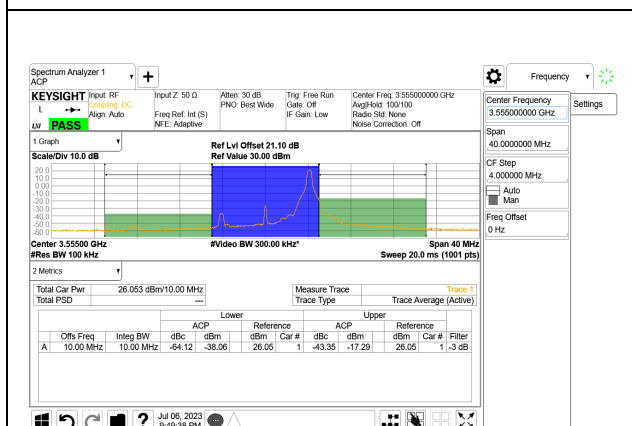 Spectrum Analyzer 1
ACP
+
Frequency
KEYSIGHT
L
LXI
PASS
Input: RF
Coupling: DC
Align: Auto
Input Z: 50 Ω
Freq Ref: Int (S)
NFE: Adaptive
Atten: 30 dB
PNO: Best Wide
Trig: Free Run
Gate: Off
IF Gain: Low
Center Freq: 3.555000000 GHz
Avg|Hold: 100/100
Radio Std: None
Noise Correction: Off
Center Frequency
3.555000000 GHz
Settings
Span
40.0000000 MHz
CF Step
4.000000 MHz
Auto
Man
Freq Offset
0 Hz
1 Graph
Scale/Div 10.0 dB
Ref Lvl Offset 21.10 dB
Ref Value 30.00 dBm
20.0
10.0
0.00
-10.0
-20.0
-30.0
-40.0
-50.0
-60.0
Center 3.55500 GHz
#Video BW 300.00 kHz*
Span 40 MHz
#Res BW 100 kHz
Sweep 20.0 ms (1001 pts)
2 Metrics
Total Car Pwr 26.053 dBm/10.00 MHz
Total PSD ---
Measure Trace Trace 1
Trace Type Trace Average (Active)
Lower Upper
ACP Reference ACP Reference
Offs Freq Integ BW dBc dBm dBm Car # dBc dBm dBm Car # Filter
A 10.00 MHz 10.00 MHz -64.12 -38.06 26.05 1 -43.35 -17.29 26.05 1 -3 dB
?
Jul 06, 2023
9:49:38 PM